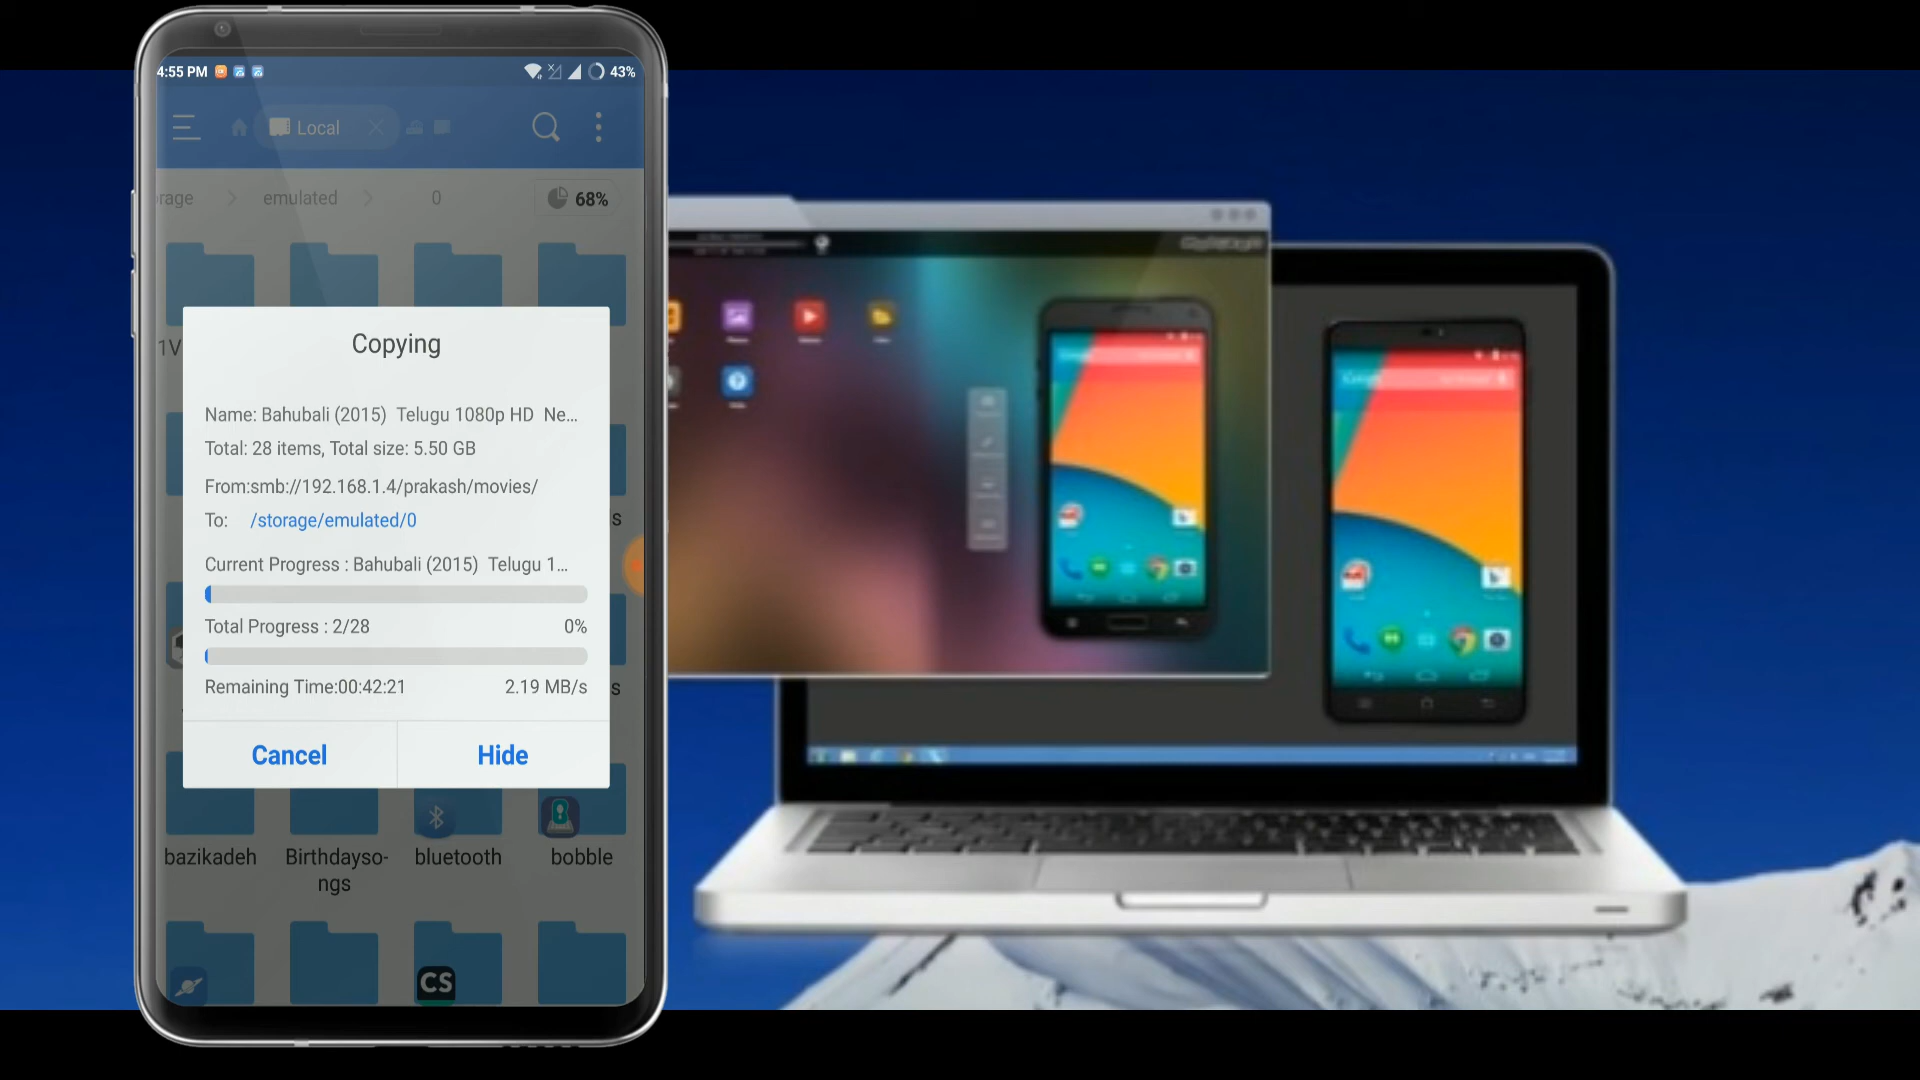 4:55 PM
43%
Local
emulated
0
68%
1V
Copying
Name: Bahubali (2015) Telugu 1080p HD Ne...
Total: 28 items, Total size: 5.50 GB
From:smb://192.168.1.4/prakash/movies/
To: /storage/emulated/0
s
Current Progress : Bahubali (2015) Telugu 1...
Total Progress : 2/28
0%
Remaining Time:00:42:21
2.19 MB/s
s
Cancel
Hide
bazikadeh
Birthdayso-
ngs
bluetooth
bobble
CS